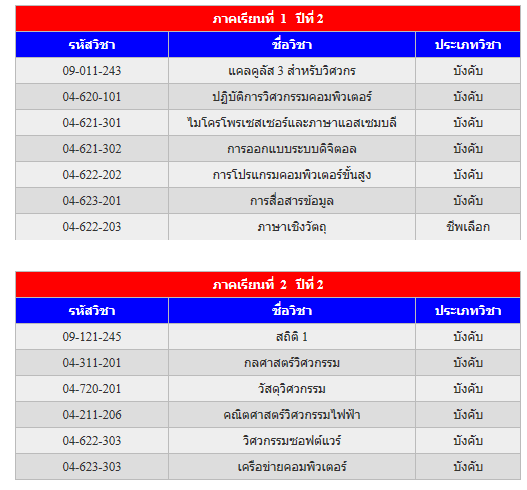 ภาคเรียนที่ 1 ปีที่ 2
รหัสวิชา ชื่อวิชา ประเภทวิชา
09-011-243 แคลคูลัส 3 สำหรับวิศวกร บังคับ
04-620-101 ปฏิบัติการวิศวกรรมคอมพิวเตอร์ บังคับ
04-621-301 ไมโครโพรเซสเซอร์และภาษาแอสเซมบลี บังคับ
04-621-302 การออกแบบระบบดิจิตอล บังคับ
04-622-202 การโปรแกรมคอมพิวเตอร์ขั้นสูง บังคับ
04-623-201 การสื่อสารข้อมูล บังคับ
04-622-203 ภาษาเชิงวัตถุ ชีพเลือก
ภาคเรียนที่ 2 ปีที่ 2
รหัสวิชา ชื่อวิชา ประเภทวิชา
09-121-245 สถิติ 1 บังคับ
04-311-201 กลศาสตร์วิศวกรรม บังคับ
04-720-201 วัสดุวิศวกรรม บังคับ
04-211-206 คณิตศาสตร์วิศวกรรมไฟฟ้า บังคับ
04-622-303 วิศวกรรมซอฟต์แวร์ บังคับ
04-623-303 เครือข่ายคอมพิวเตอร์ บังคับ